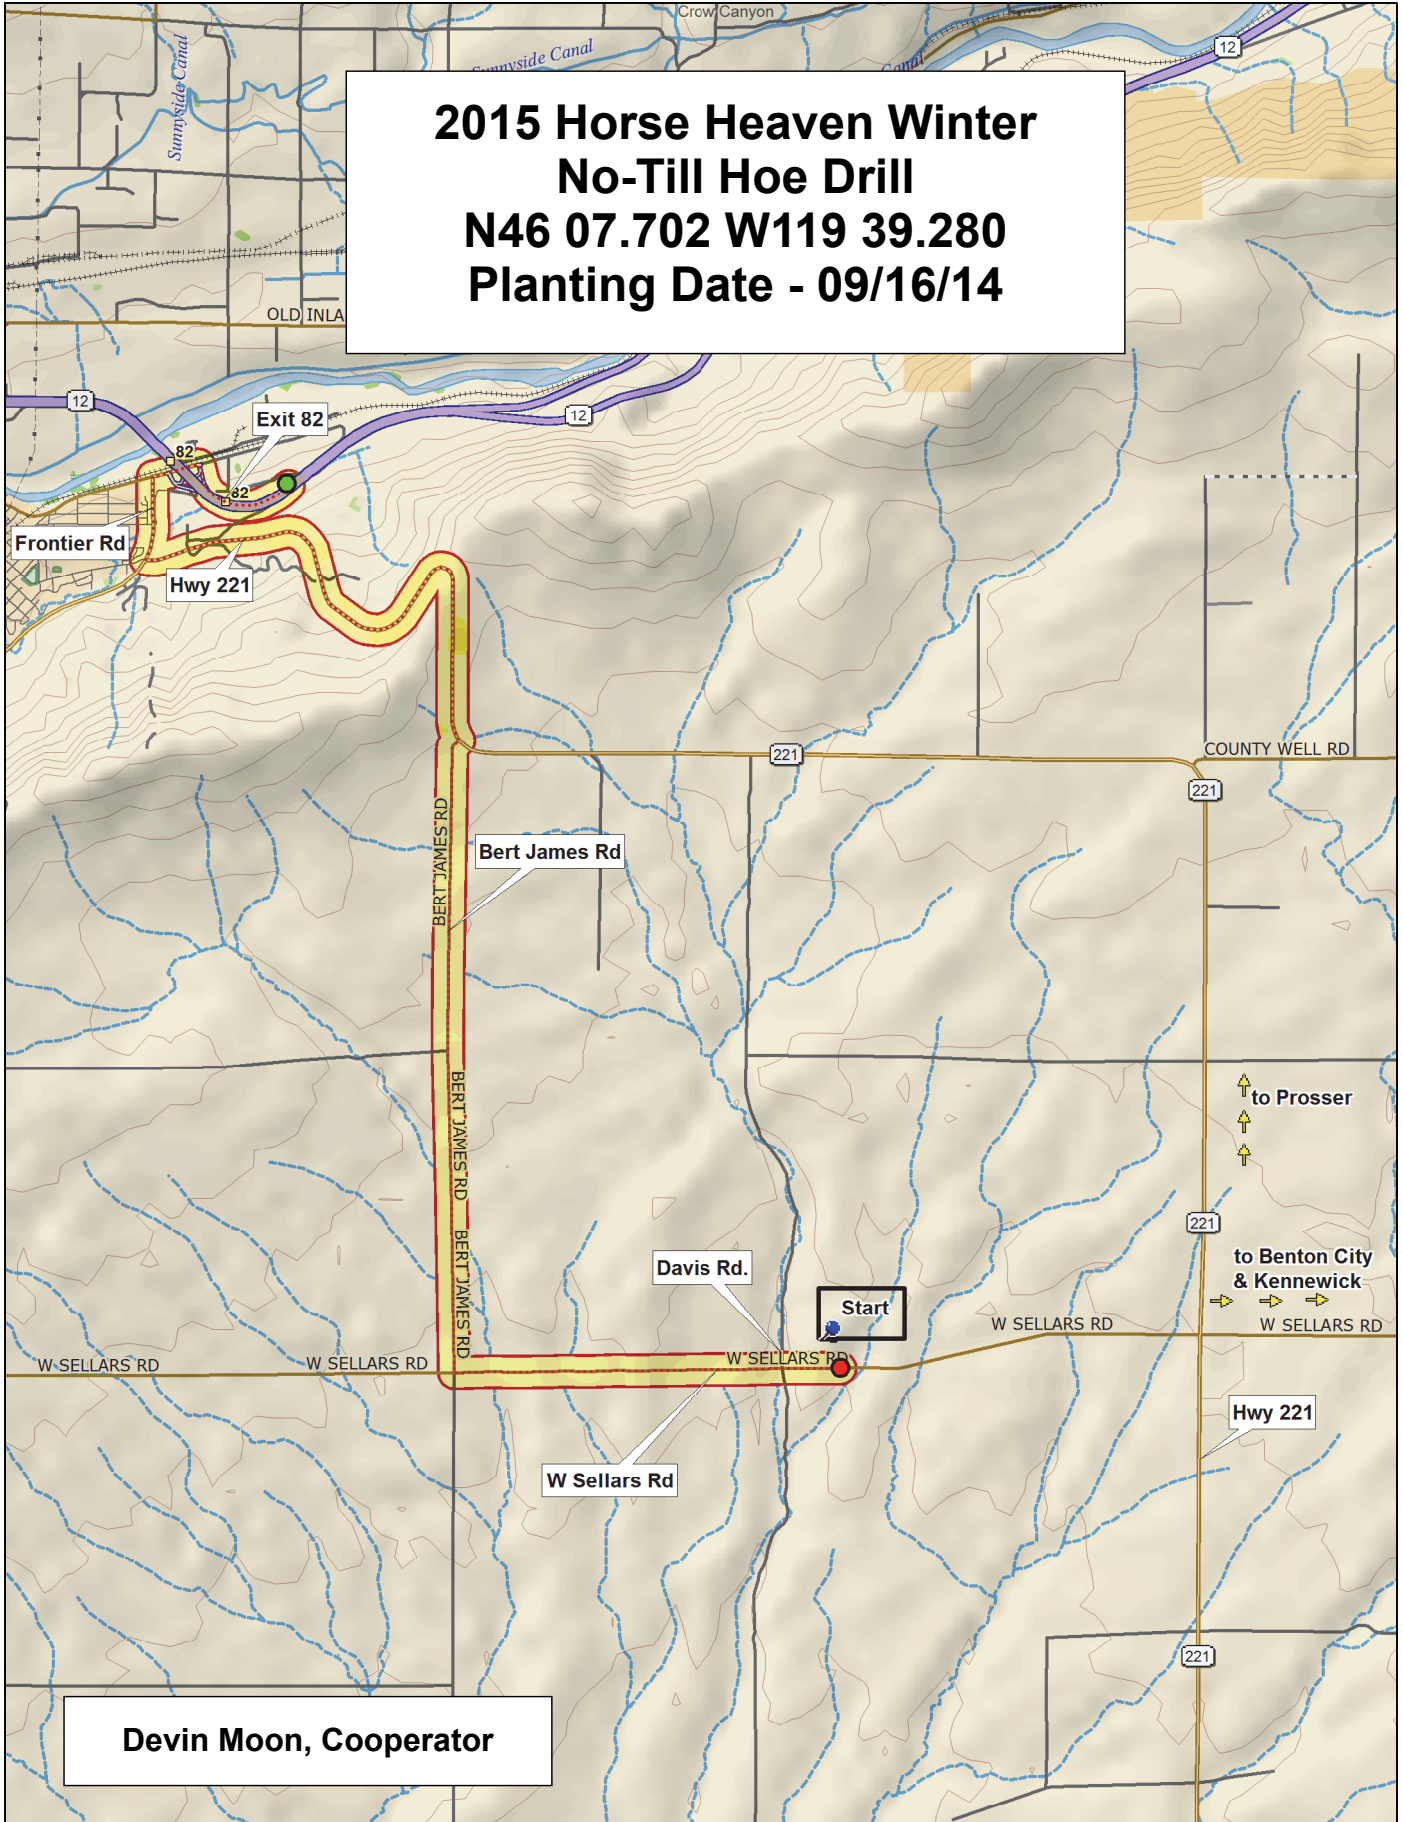 Crow Canyon
12
Sunnyside Canal
Sunnyside Canal
Canal
2015 Horse Heaven Winter
No-Till Hoe Drill
N46 07.702 W119 39.280
Planting Date - 09/16/14
OLD INLA
12
Exit 82
12
82
82
Frontier Rd
Hwy 221
221
COUNTY WELL RD
221
BERT JAMES RD
Bert James Rd
BERT JAMES RD
to Prosser
221
BERT JAMES RD
Davis Rd.
to Benton City
& Kennewick
Start
W SELLARS RD
W SELLARS RD
W SELLARS RD
W SELLARS RD
W SELLARS RD
Hwy 221
W Sellars Rd
221
Devin Moon, Cooperator